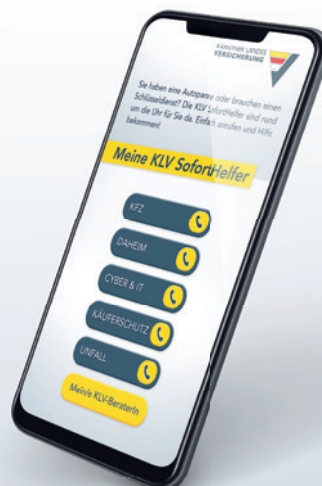 KÄRNTNER LANDES
VERSICHERUNG
Sie haben eine Autopanne oder brauchen einen
Schlüsseldienst? Die KLV SofortHelfer sind rund
um die Uhr für Sie da. Einfach anrufen und Hilfe
bekommen!
Meine KLV SofortHelfer
KFZ
DAHEIM
CYBER & IT
KÄUFERSCHUTZ
UNFALL
Mein/e KLV-BeraterIn